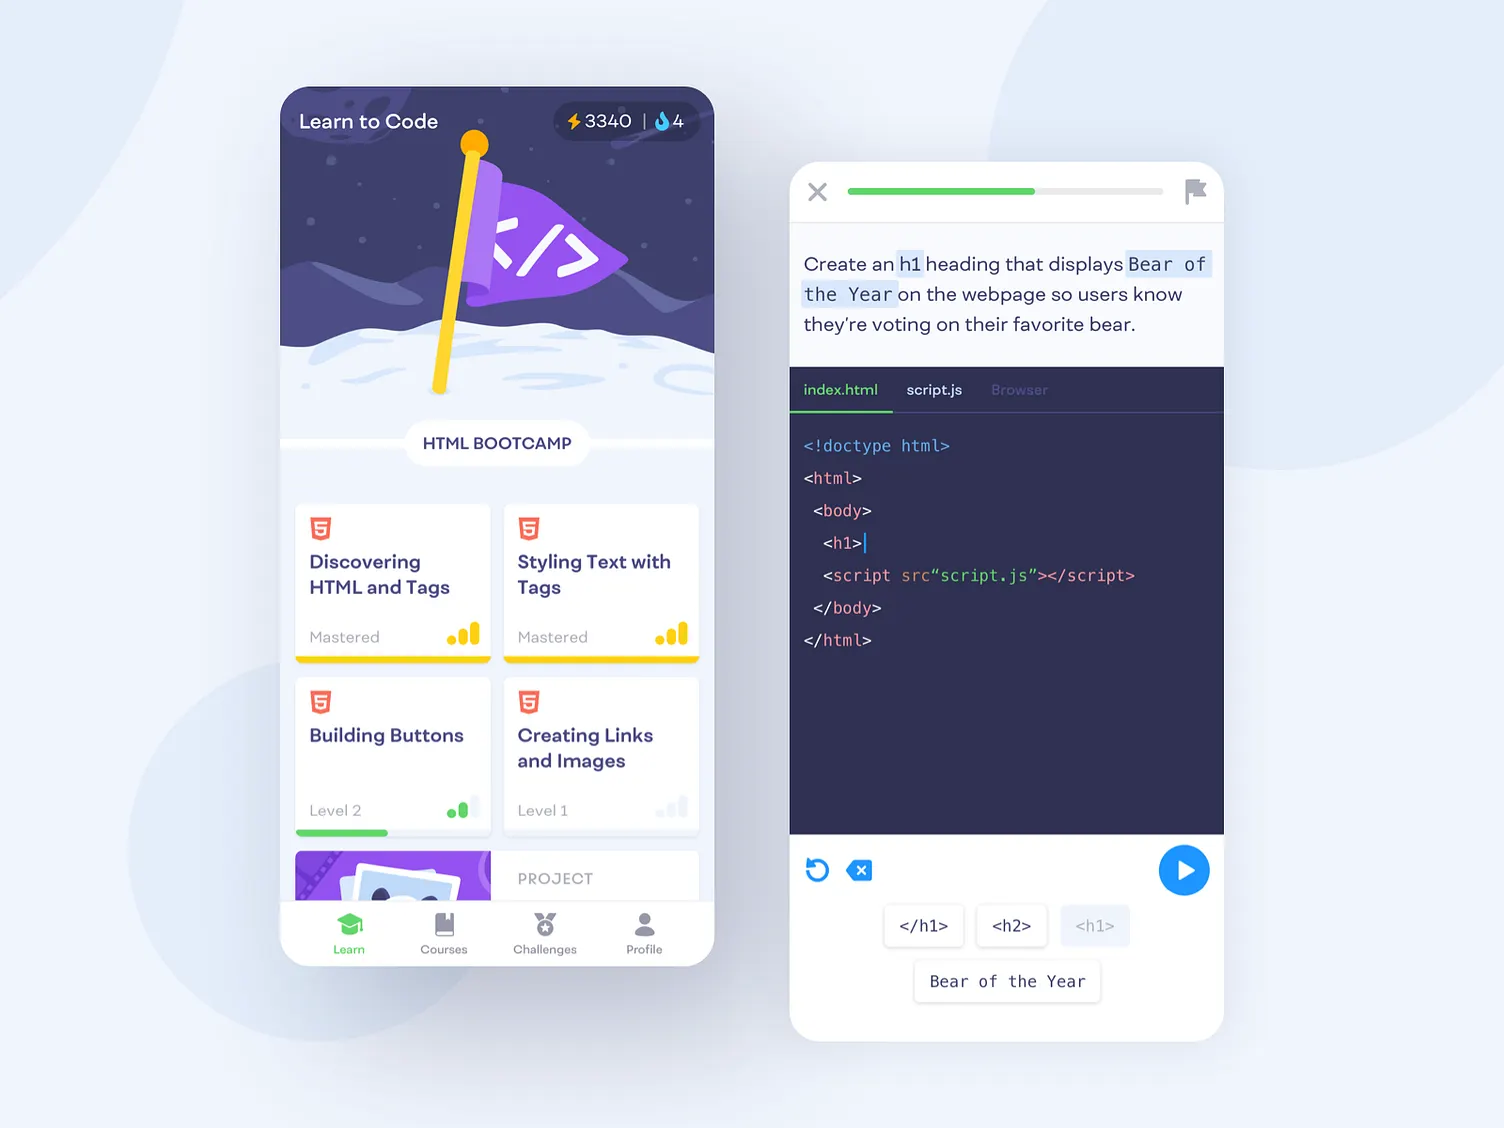 Learn to Code
3340 | 4
</>
HTML BOOTCAMP
Discovering
HTML and Tags
Mastered
Styling Text with
Tags
Mastered
Building Buttons
Level 2
Creating Links
and Images
Level 1
PROJECT
Learn
Courses
Challenges
Profile
Create an h1 heading that displays Bear of
the Year on the webpage so users know
they're voting on their favorite bear.
index.html script.js Browser
<!doctype html>
<html>
<body>
<h1>
<script src“script.js”></script>
</body>
</html>
</h1> <h2> <h1>
Bear of the Year